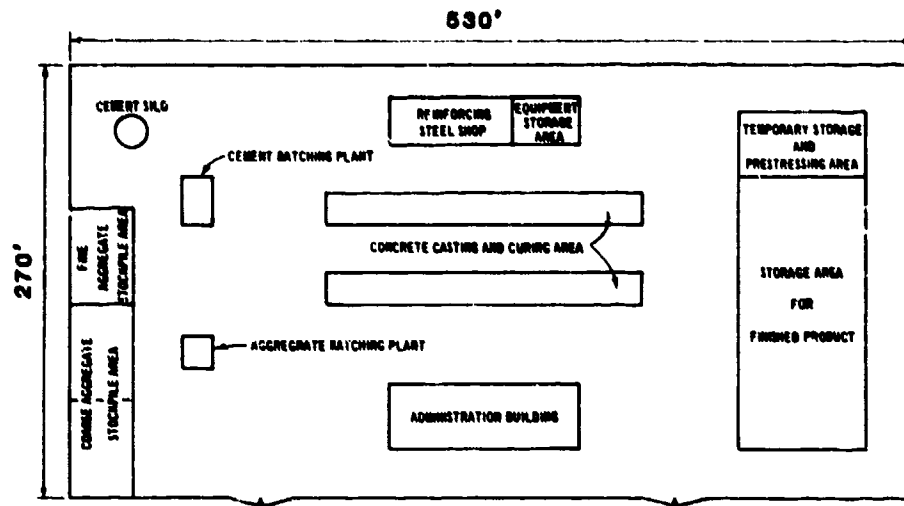 530'
CEMENT SILO
REINFORCING
STEEL SHOP
EQUIPMENT
STORAGE
AREA
TEMPORARY STORAGE
AND
PRESTRESSING AREA
CEMENT BATCHING PLANT
270'
FINE
AGGREGATE
STOCKPILE AREA
CONCRETE CASTING AND CURING AREA
STORAGE AREA
FOR
FINISHED PRODUCT
AGGREGRATE BATCHING PLANT
COARSE AGGREGATE
STOCKPILE AREA
ADMINISTRATION BUILDING